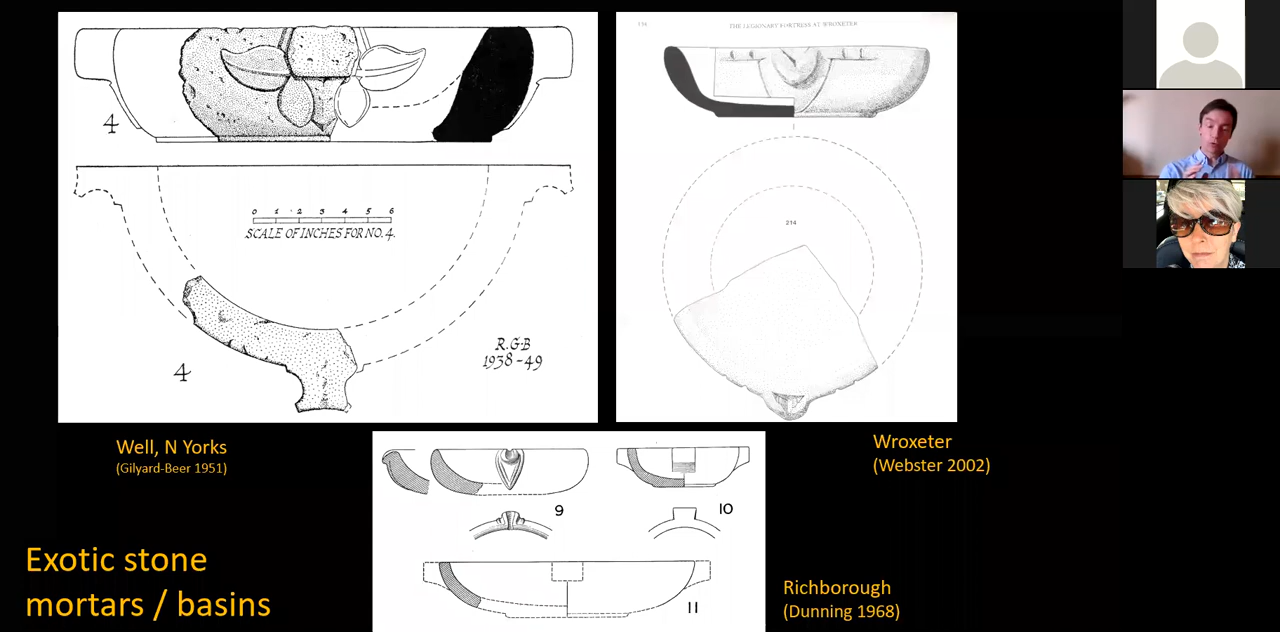 4
0 1 2 3 4 5 6
SCALE OF INCHES FOR NO. 4.
4
R.G.B
1938-49
Well, N Yorks
(Gilyard-Beer 1951)
THE LEGIONARY FORTRESS AT WROXETER
214
Wroxeter
(Webster 2002)
9
10
11
Richborough
(Dunning 1968)
Exotic stone
mortars / basins